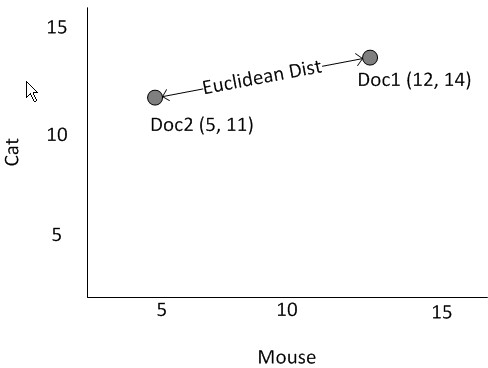 15
Euclidean Dist
Doc1 (12, 14)
Doc2 (5, 11)
10
Cat
5
5
10
15
Mouse